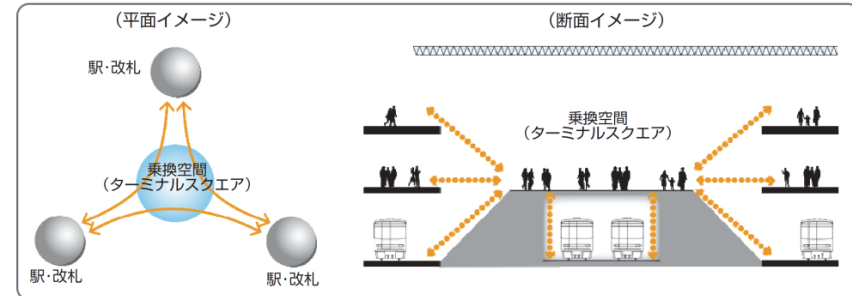 （平面イメージ）
駅・改札
乗換空間
（ターミナルスクエア）
駅・改札
駅・改札
（断面イメージ）
乗換空間
（ターミナルスクエア）